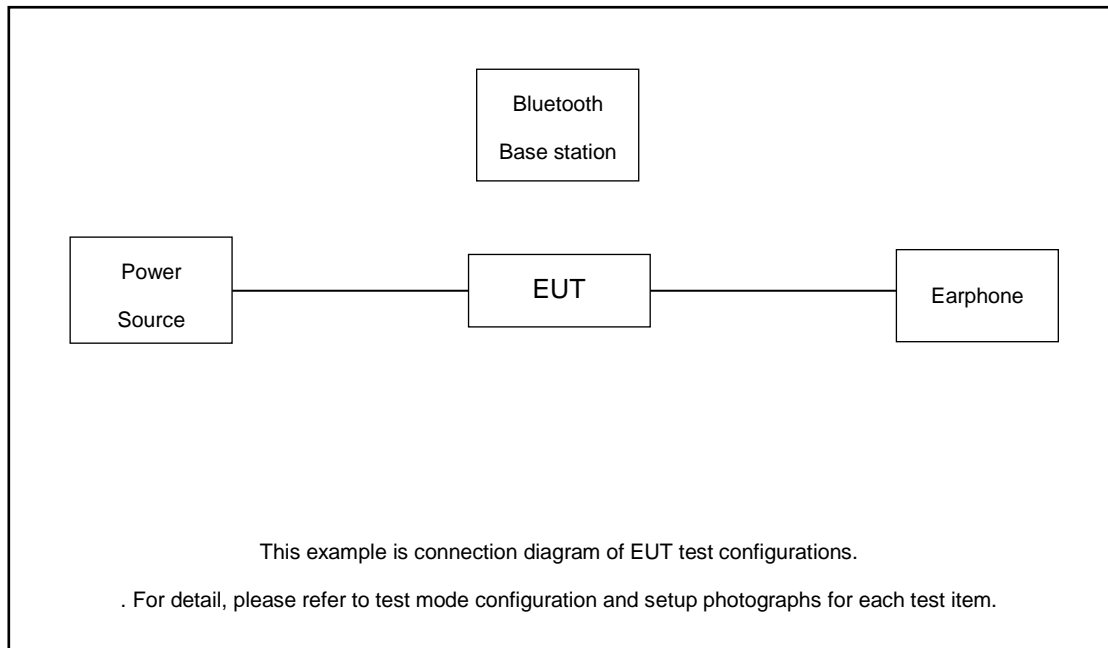 Bluetooth
Base station
Power
Source
EUT
Earphone
This example is connection diagram of EUT test configurations.
. For detail, please refer to test mode configuration and setup photographs for each test item.